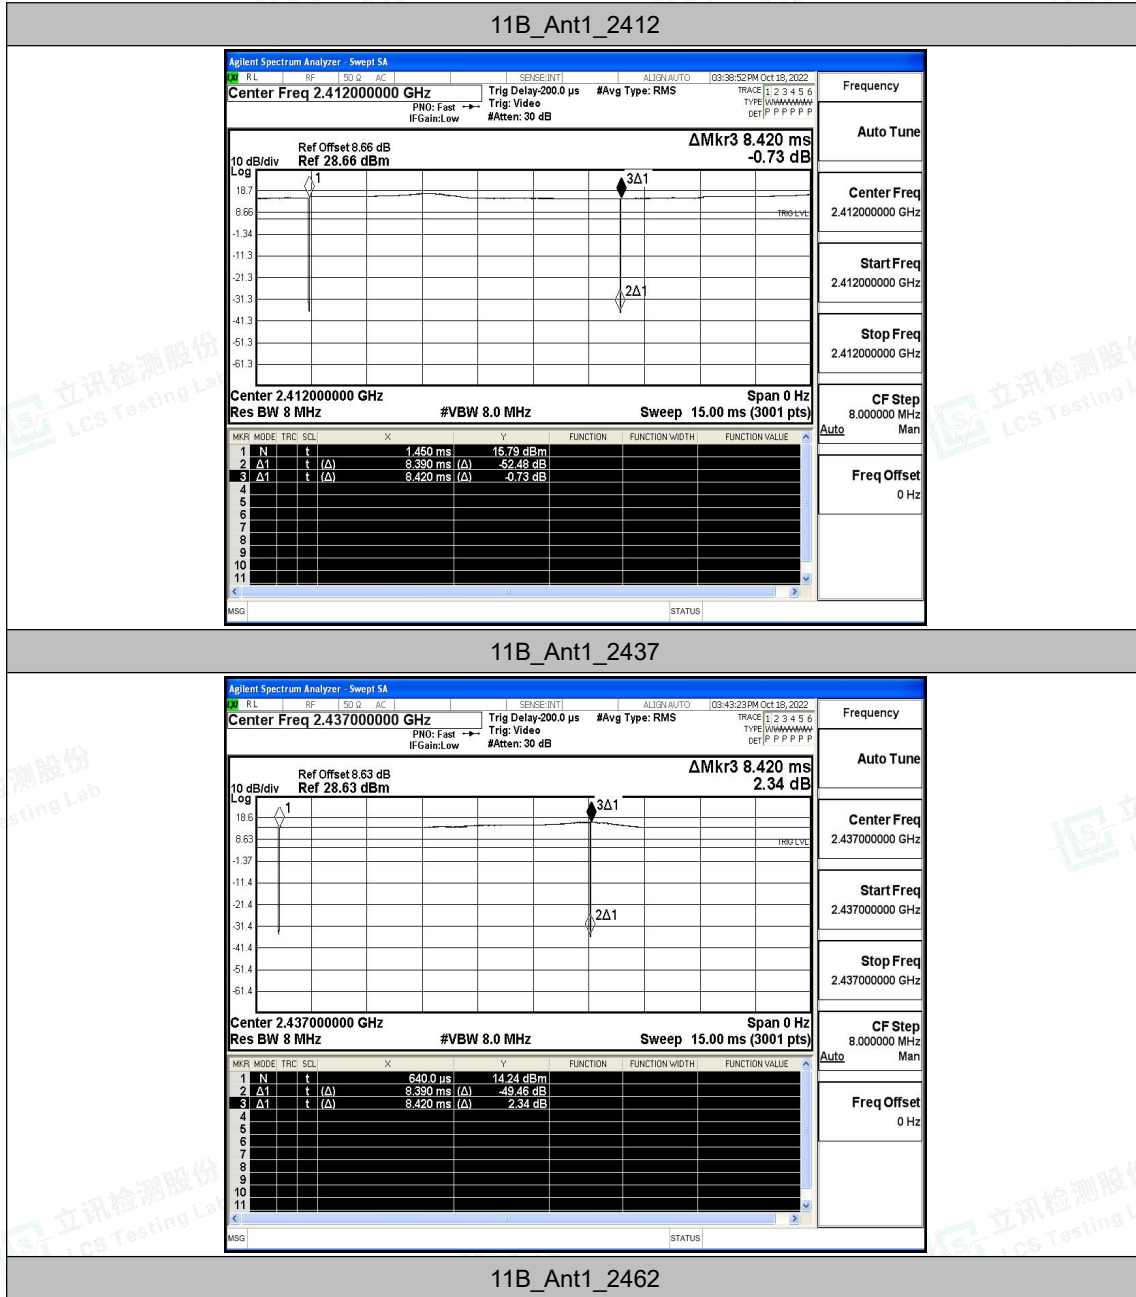 11B_Ant1_2412
Agilent Spectrum Analyzer - Swept SA
LXI RL RF 50 Ω AC SENSE:INT ALIGN AUTO 03:38:52 PM Oct 18, 2022
Center Freq 2.412000000 GHz
PNO: Fast
IFGain:Low
Trig Delay-200.0 µs
Trig: Video
#Atten: 30 dB
#Avg Type: RMS
TRACE 1 2 3 4 5 6
TYPE WWWWWW
DET P P P P P P
Ref Offset 8.66 dB
10 dB/div Ref 28.66 dBm
Log
ΔMkr3 8.420 ms
-0.73 dB
1
3Δ1
18.7
8.66
TRIG LVL
-1.34
-11.3
-21.3
2Δ1
-31.3
-41.3
-51.3
-61.3
Center 2.412000000 GHz Span 0 Hz
Res BW 8 MHz #VBW 8.0 MHz Sweep 15.00 ms (3001 pts)
MKR MODE TRC SCL X Y FUNCTION FUNCTION WIDTH FUNCTION VALUE
1 N t 1.450 ms 15.79 dBm
2 Δ1 t (Δ) 8.390 ms (Δ) -52.48 dB
3 Δ1 t (Δ) 8.420 ms (Δ) -0.73 dB
4
5
6
7
8
9
10
11
MSG STATUS
Frequency
Auto Tune
Center Freq
2.412000000 GHz
Start Freq
2.412000000 GHz
Stop Freq
2.412000000 GHz
CF Step
8.000000 MHz
Auto Man
Freq Offset
0 Hz
11B_Ant1_2437
Agilent Spectrum Analyzer - Swept SA
LXI RL RF 50 Ω AC SENSE:INT ALIGN AUTO 03:43:23 PM Oct 18, 2022
Center Freq 2.437000000 GHz
PNO: Fast
IFGain:Low
Trig Delay-200.0 µs
Trig: Video
#Atten: 30 dB
#Avg Type: RMS
TRACE 1 2 3 4 5 6
TYPE WWWWWW
DET P P P P P P
Ref Offset 8.63 dB
10 dB/div Ref 28.63 dBm
Log
ΔMkr3 8.420 ms
2.34 dB
1
3Δ1
18.6
8.63
TRIG LVL
-1.37
-11.4
-21.4
2Δ1
-31.4
-41.4
-51.4
-61.4
Center 2.437000000 GHz Span 0 Hz
Res BW 8 MHz #VBW 8.0 MHz Sweep 15.00 ms (3001 pts)
MKR MODE TRC SCL X Y FUNCTION FUNCTION WIDTH FUNCTION VALUE
1 N t 640.0 µs 14.24 dBm
2 Δ1 t (Δ) 8.390 ms (Δ) -49.46 dB
3 Δ1 t (Δ) 8.420 ms (Δ) 2.34 dB
4
5
6
7
8
9
10
11
MSG STATUS
Frequency
Auto Tune
Center Freq
2.437000000 GHz
Start Freq
2.437000000 GHz
Stop Freq
2.437000000 GHz
CF Step
8.000000 MHz
Auto Man
Freq Offset
0 Hz
11B_Ant1_2462
立讯检测股份
LCS Testing Lab